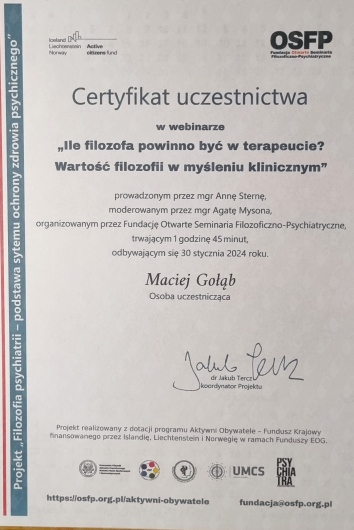 Iceland
Liechtenstein Active
Norway citizens fund
OSFP
Fundacja Otwarte Seminaria
Filozoficzno-Psychiatryczne
Projekt „Filozofia psychiatrii – podstawa sytemu ochrony zdrowia psychicznego”
Certyfikat uczestnictwa
w webinarze
„Ile filozofa powinno być w terapeucie?
Wartość filozofii w myśleniu klinicznym”
prowadzonym przez mgr Annę Sternę,
moderowanym przez mgr Agatę Mysona,
organizowanym przez Fundację Otwarte Seminaria Filozoficzno-Psychiatryczne,
trwającym 1 godzinę 45 minut,
odbywającym sie 30 stycznia 2024 roku.
Maciej Gołąb
Osoba uczestnicząca
dr Jakub Tercz
koordynator Projektu
Projekt realizowany z dotacji programu Aktywni Obywatele – Fundusz Krajowy
finansowanego przez Islandię, Liechtenstein i Norwegię w ramach Funduszy EOG.
UMCS
PSY
CHIA
TRA
https://osfp.org.pl/aktywni-obywatele
fundacja@osfp.org.pl